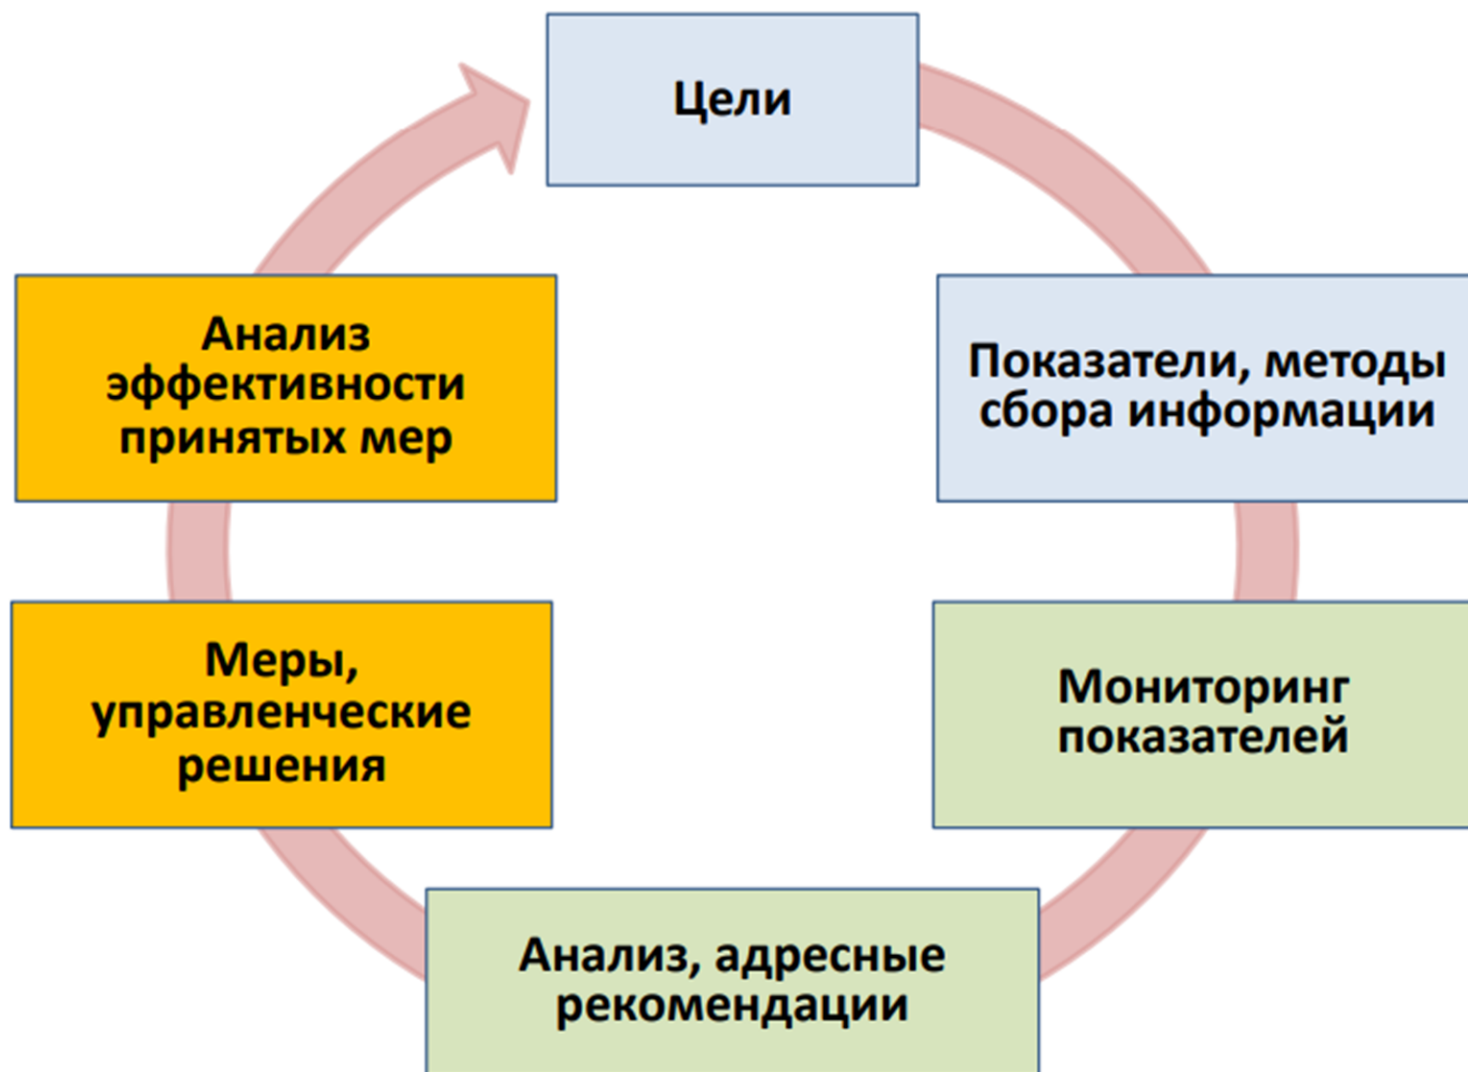 Цели
Показатели, методы
сбора информации
Мониторинг
показателей
Анализ, адресные
рекомендации
Меры,
управленческие
решения
Анализ
эффективности
принятых мер